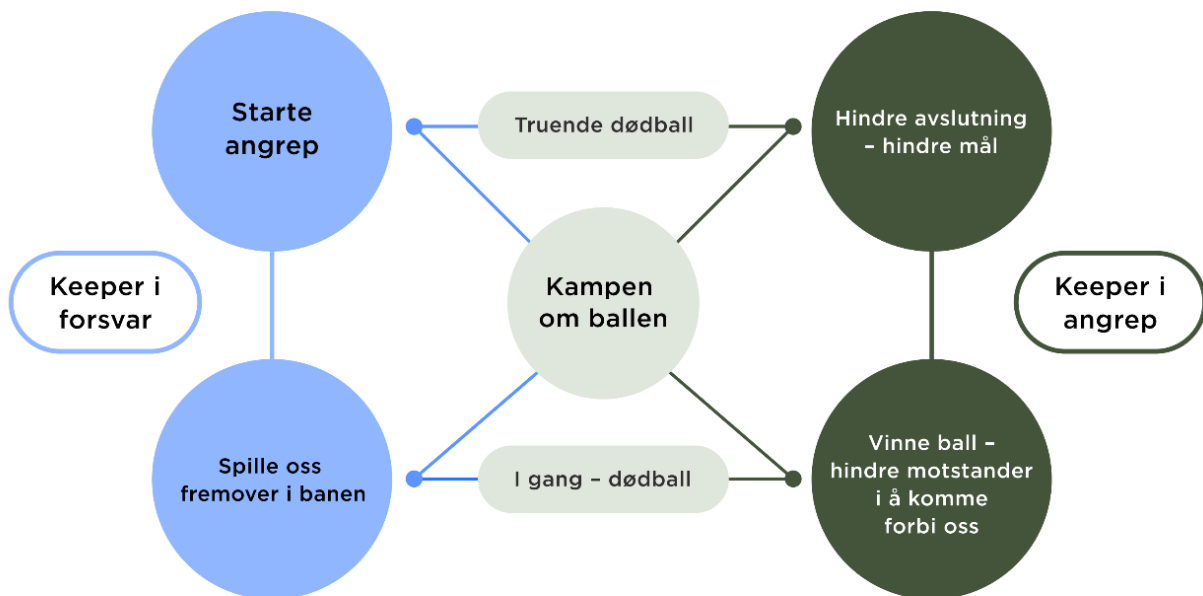 Starte
angrep
Truende dødball
Hindre avslutning
– hindre mål
Keeper i
forsvar
Kampen
om ballen
Keeper i
angrep
Spille oss
fremover i banen
I gang – dødball
Vinne ball –
hindre motstander
i å komme
forbi oss